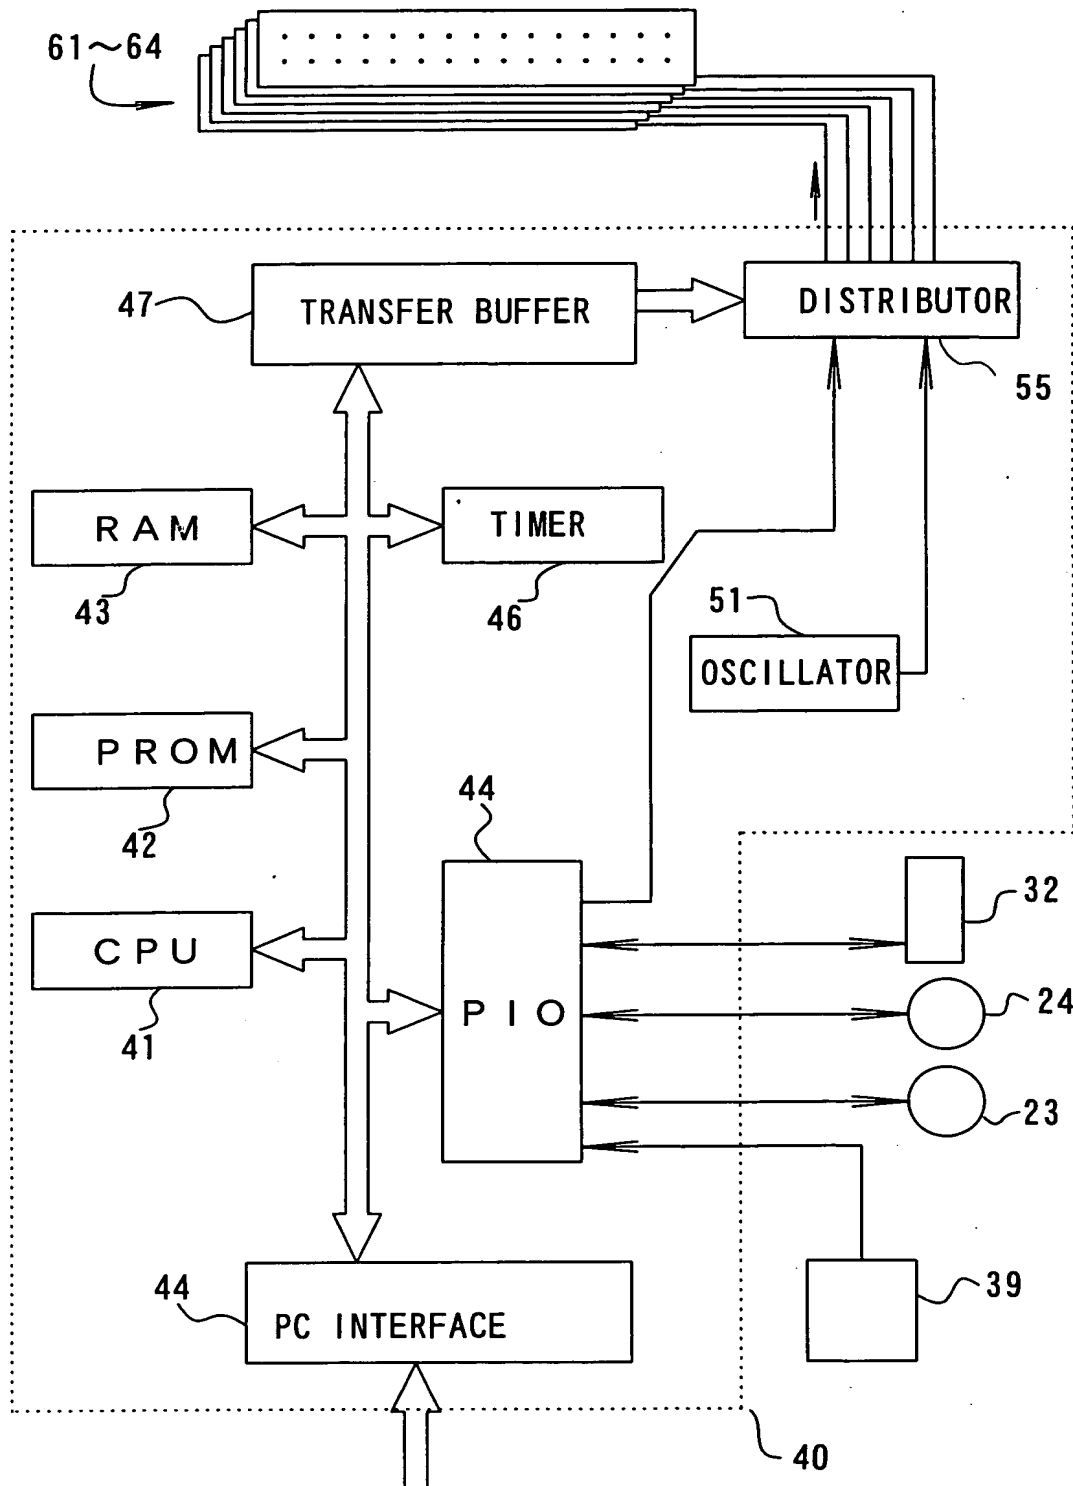 61~64
47
TRANSFER BUFFER
DISTRIBUTOR
55
RAM
43
TIMER
46
51
OSCILLATOR
PROM
42
44
32
CPU
41
PIO
24
23
44
PC INTERFACE
39
40